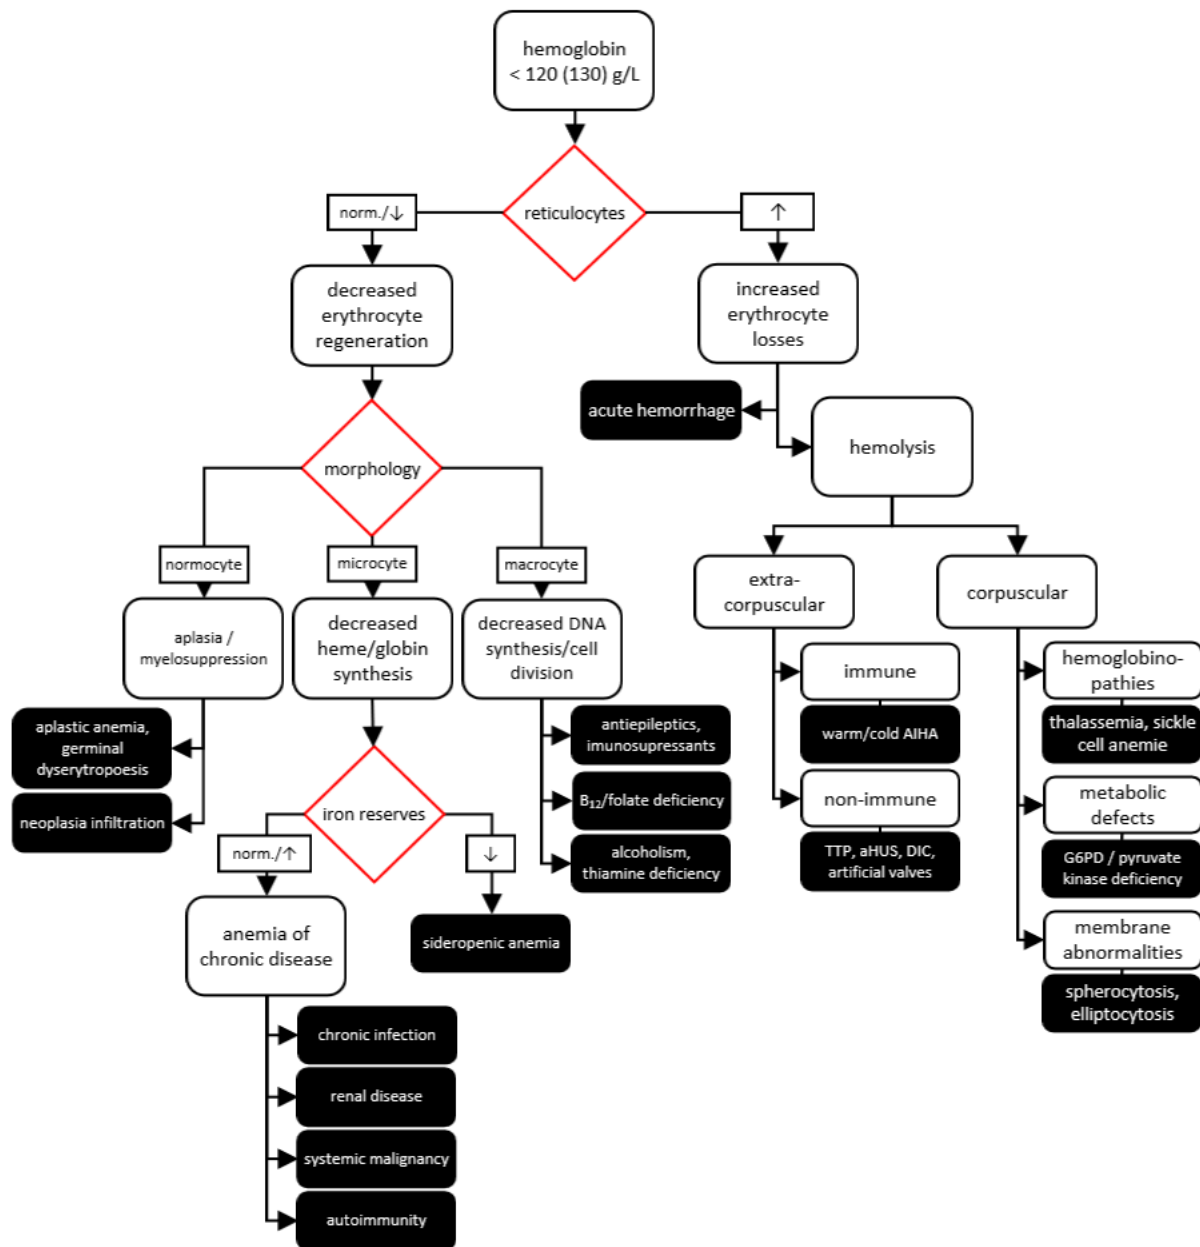 hemoglobin
< 120 (130) g/L
reticulocytes
norm./↓
↑
decreased
erythrocyte
regeneration
increased
erythrocyte
losses
acute hemorrhage
hemolysis
morphology
normocyte
microcyte
macrocyte
aplasia /
myelosuppression
decreased
heme/globin
synthesis
decreased DNA
synthesis/cell
division
extra-
corpuscular
corpuscular
immune
warm/cold AIHA
non-immune
TTP, aHUS, DIC,
artificial valves
hemoglobino-
pathies
thalassemia, sickle
cell anemie
metabolic
defects
G6PD / pyruvate
kinase deficiency
membrane
abnormalities
spherocytosis,
elliptocytosis
aplastic anemia,
germinal
dyserytropoesis
neoplasia infiltration
antiepileptics,
imunosupressants
B₁₂/folate deficiency
alcoholism,
thiamine deficiency
iron reserves
norm./↑
↓
anemia of
chronic disease
sideropenic anemia
chronic infection
renal disease
systemic malignancy
autoimmunity